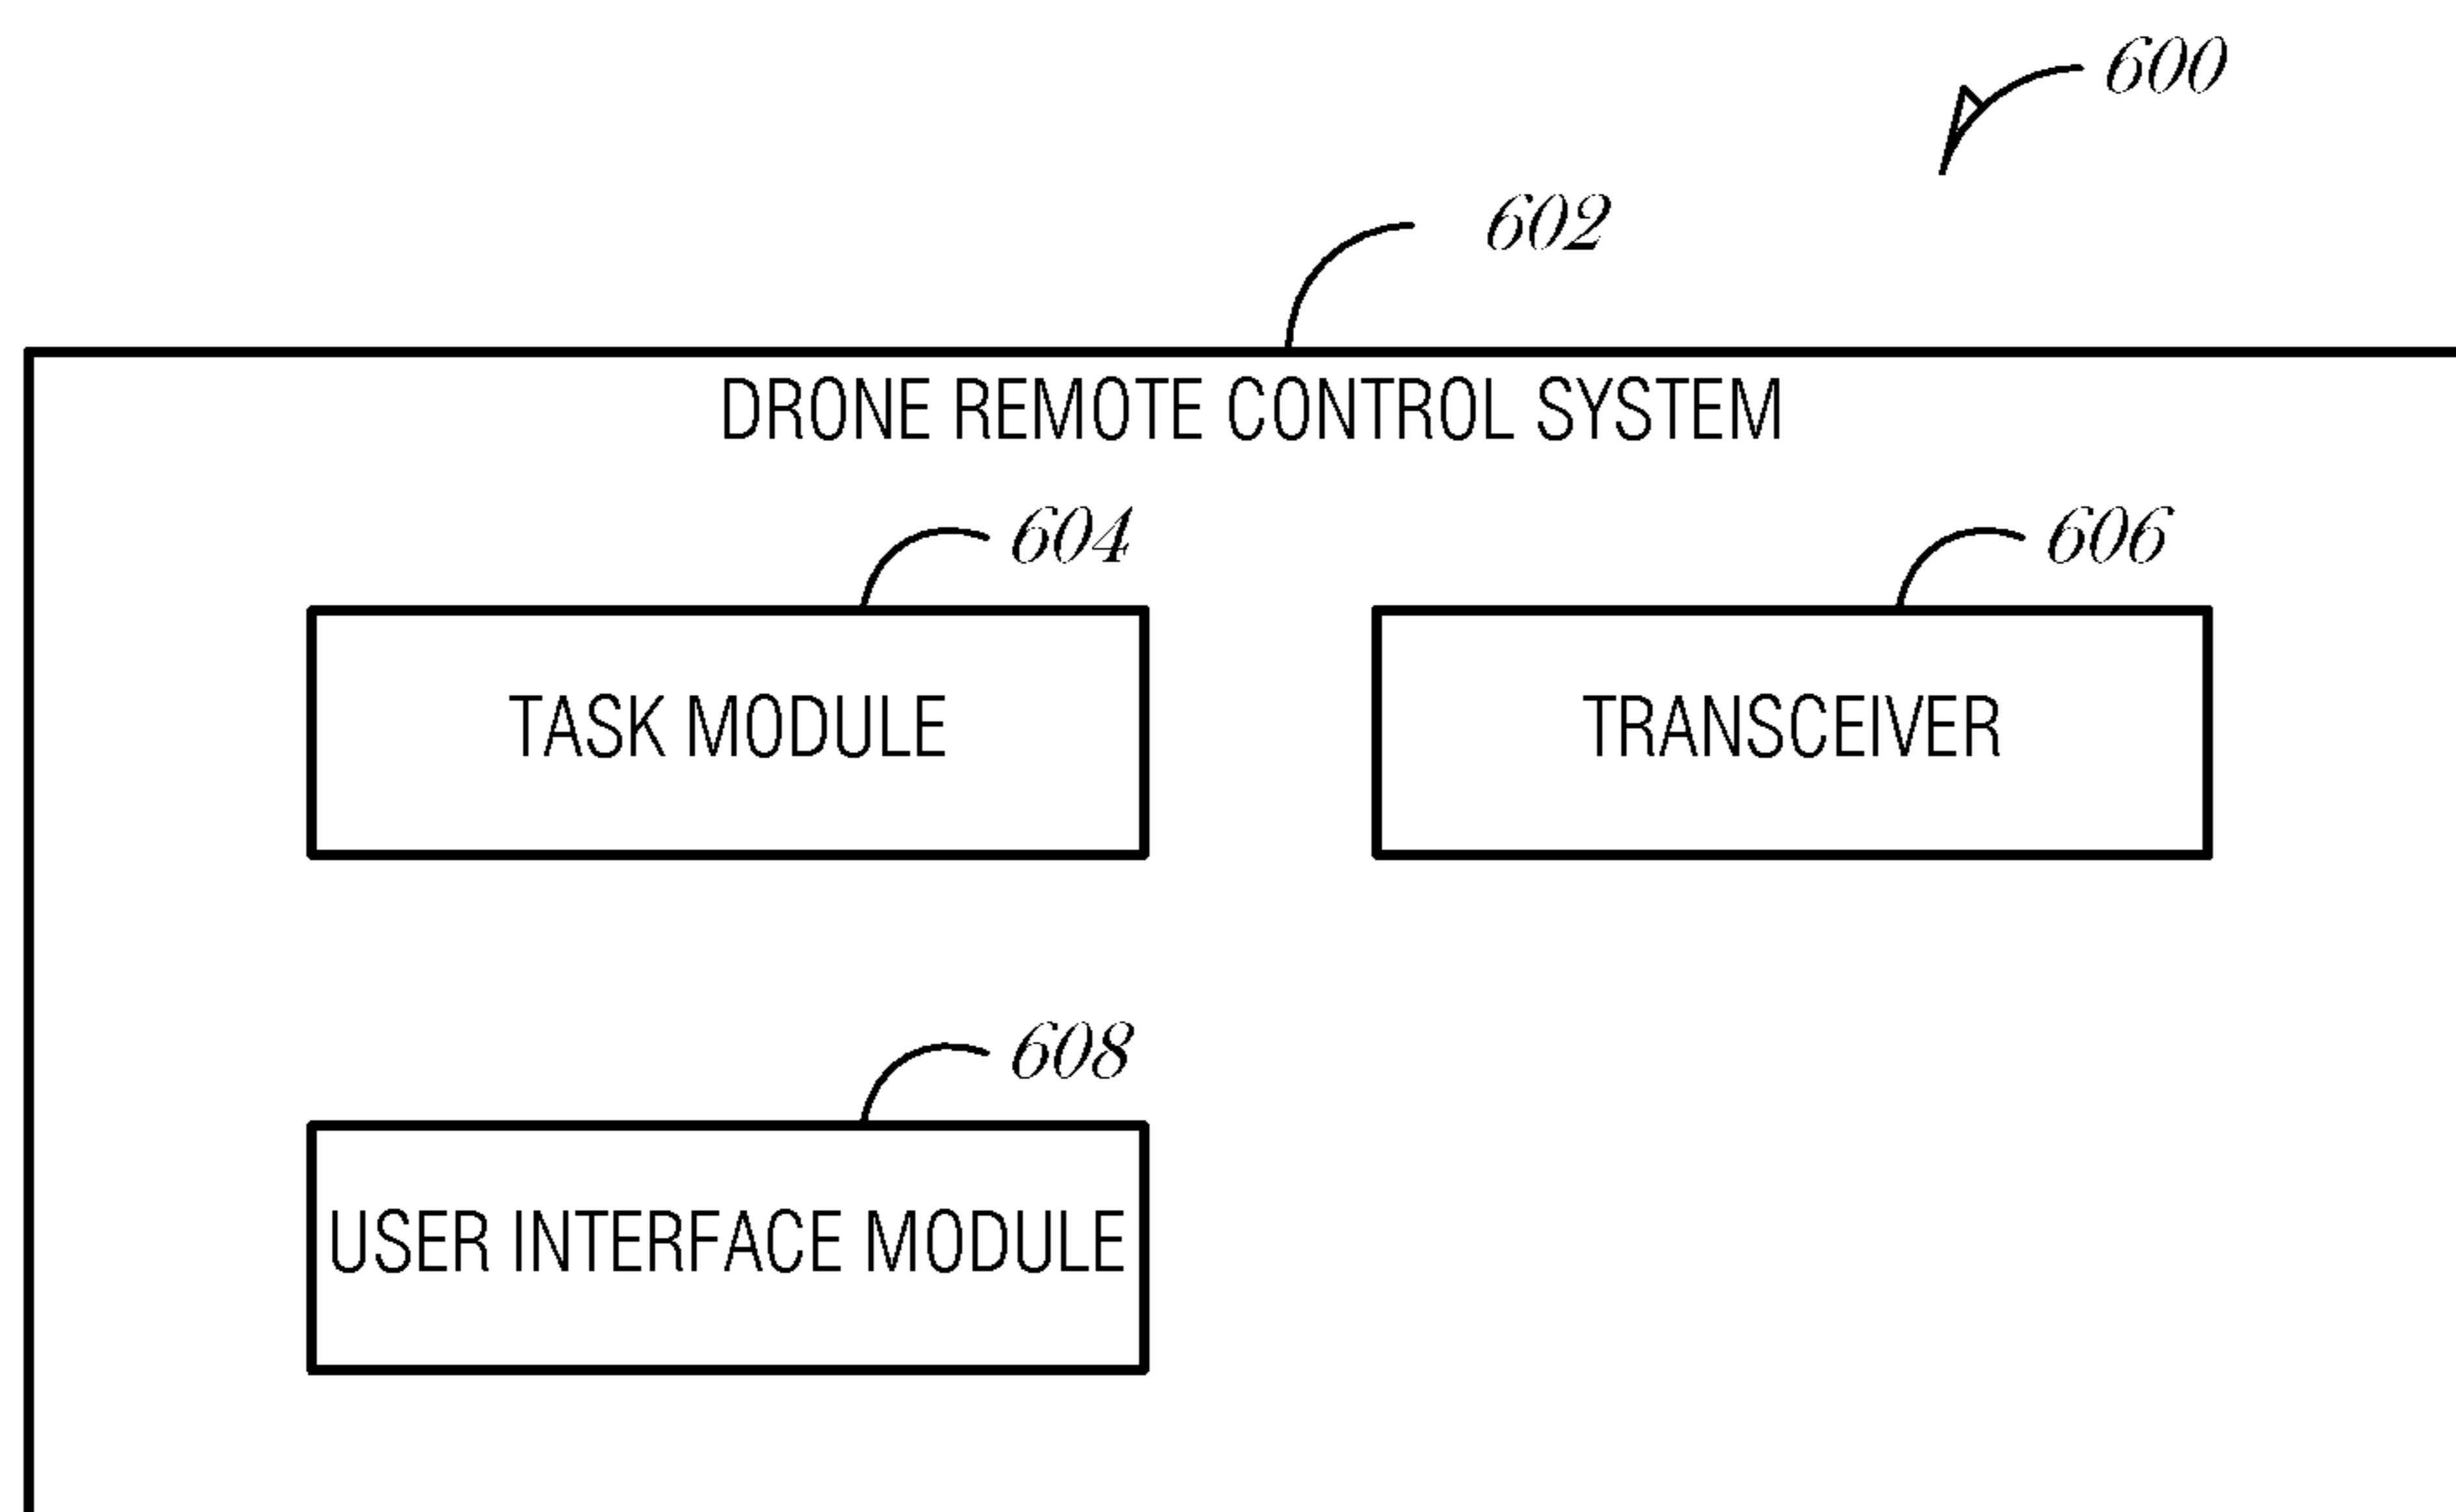 600
602
DRONE REMOTE CONTROL SYSTEM
604
606
TASK MODULE
TRANSCEIVER
608
USER INTERFACE MODULE